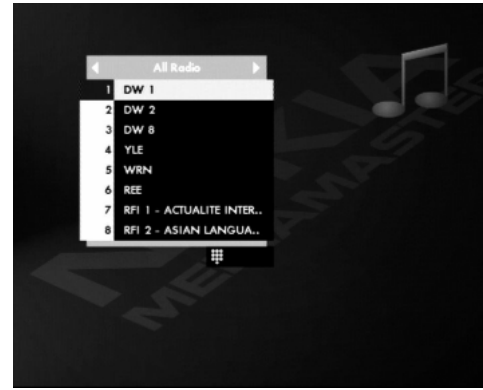 All Radio
1 DW 1
2 DW 2
3 DW 8
4 YLE
5 WRN
6 REE
7 RFI 1 - ACTUALITE INTER..
8 RFI 2 - ASIAN LANGUA..
NOKIA
MEDIAMASTER